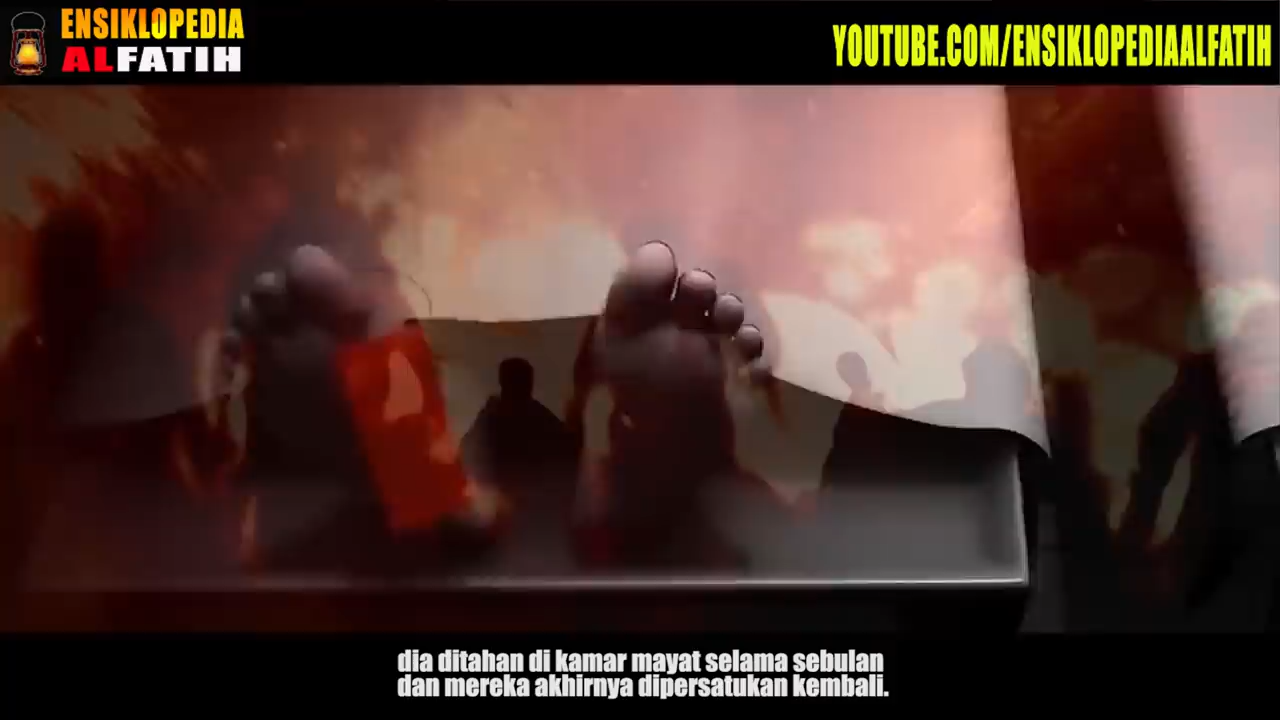 ENSIKLOPEDIA
ALFATIH
YOUTUBE.COM/ENSIKLOPEDIAALFATIH
dia ditahan di kamar mayat selama sebulan
dan mereka akhirnya dipersatukan kembali.